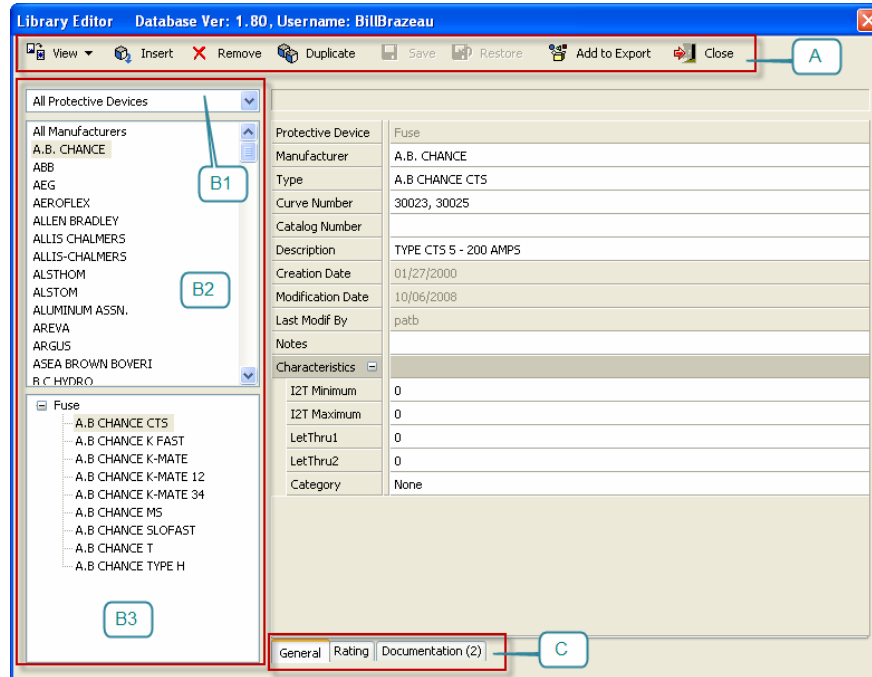 Library Editor Database Ver: 1.80, Username: BillBrazeau
View Insert Remove Duplicate Save Restore Add to Export Close
A
All Protective Devices
B1
All Manufacturers
A.B. CHANCE
ABB
AEG
AEROFLEX
ALLEN BRADLEY
ALLIS CHALMERS
ALLIS-CHALMERS
ALSTHOM
ALSTOM
ALUMINUM ASSN.
AREVA
ARGUS
ASEA BROWN BOVERI
B C HYDRO
B2
Fuse
A.B CHANCE CTS
A.B CHANCE K FAST
A.B CHANCE K-MATE
A.B CHANCE K-MATE 12
A.B CHANCE K-MATE 34
A.B CHANCE MS
A.B CHANCE SLOFAST
A.B CHANCE T
A.B CHANCE TYPE H
B3
Protective Device Fuse
Manufacturer A.B. CHANCE
Type A.B CHANCE CTS
Curve Number 30023, 30025
Catalog Number
Description TYPE CTS 5 - 200 AMPS
Creation Date 01/27/2000
Modification Date 10/06/2008
Last Modif By patb
Notes
Characteristics
I2T Minimum 0
I2T Maximum 0
LetThru1 0
LetThru2 0
Category None
General Rating Documentation (2)
C